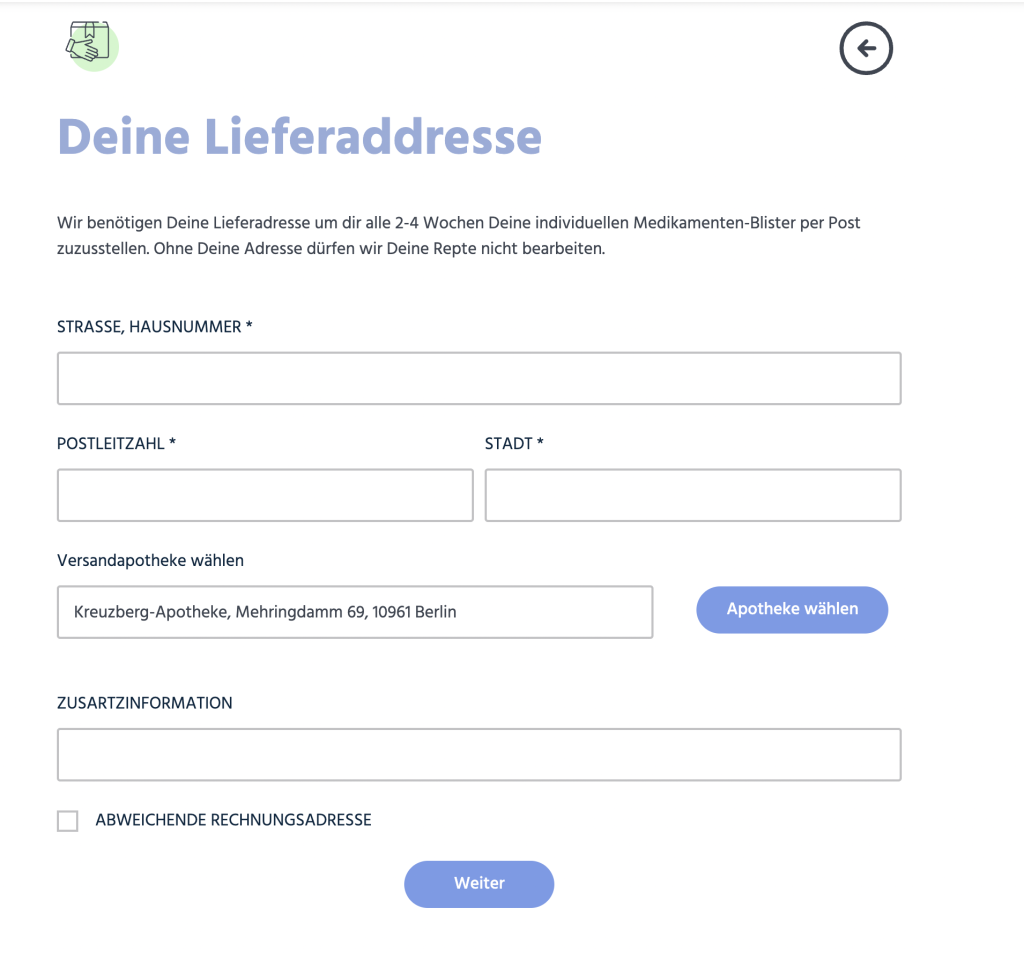 Deine Lieferaddresse
Wir benötigen Deine Lieferadresse um dir alle 2-4 Wochen Deine individuellen Medikamenten-Blister per Post
zuzusstellen. Ohne Deine Adresse dürfen wir Deine Repte nicht bearbeiten.
STRASSE, HAUSNUMMER *
POSTLEITZAHL *
STADT *
Versandapotheke wählen
Kreuzberg-Apotheke, Mehringdamm 69, 10961 Berlin
Apotheke wählen
ZUSARTZINFORMATION
ABWEICHENDE RECHNUNGSADRESSE
Weiter